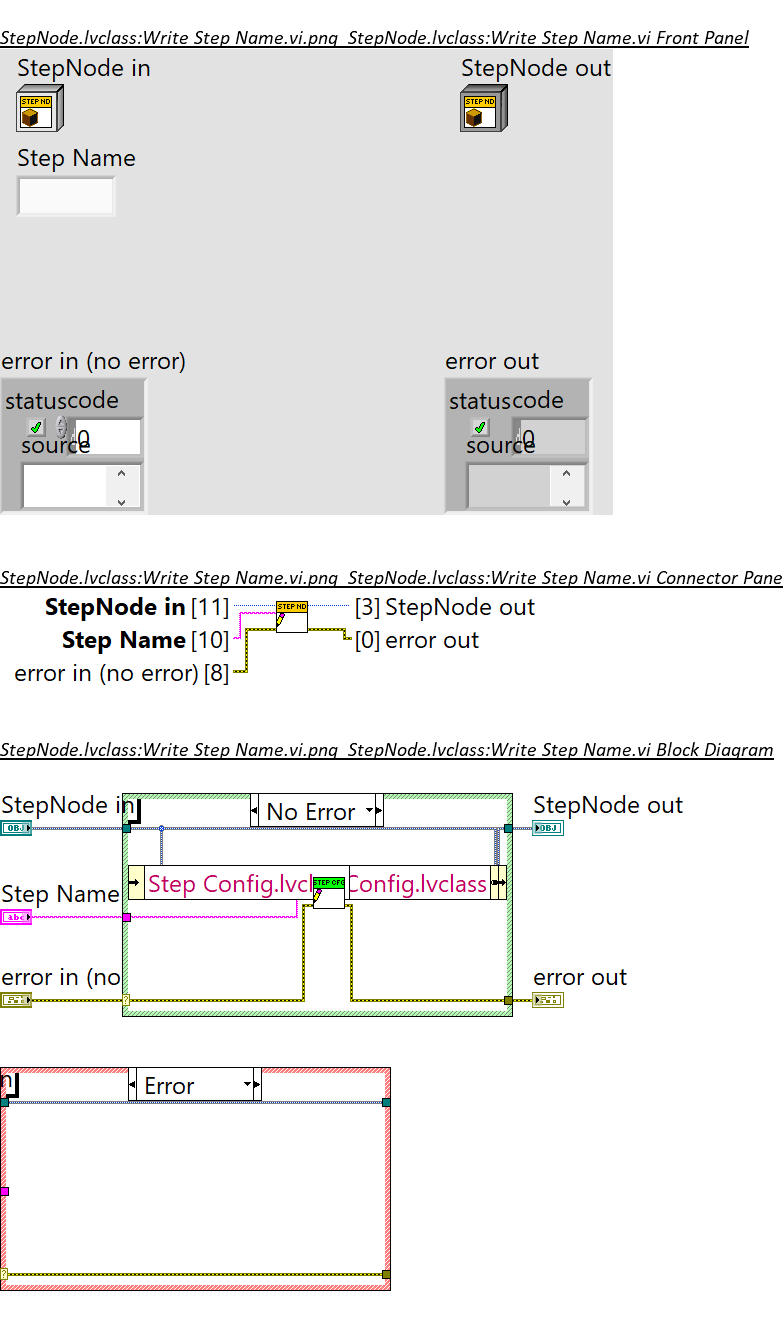 StepNode.lvclass:Write Step Name.vi.png StepNode.lvclass:Write Step Name.vi Front Panel
StepNode in StepNode out
STEP ND STEP ND
Step Name
error in (no error) error out
status code status code
0 0
source source
StepNode.lvclass:Write Step Name.vi.png StepNode.lvclass:Write Step Name.vi Connector Pane
StepNode in [11] STEP ND [3] StepNode out
Step Name [10] [0] error out
error in (no error) [8]
StepNode.lvclass:Write Step Name.vi.png StepNode.lvclass:Write Step Name.vi Block Diagram
StepNode in No Error StepNode out
OBJ OBJ
Step Name Step Config.lvcl STEP CFG Config.lvclass
abc
error in (no error out
?
n Error
?